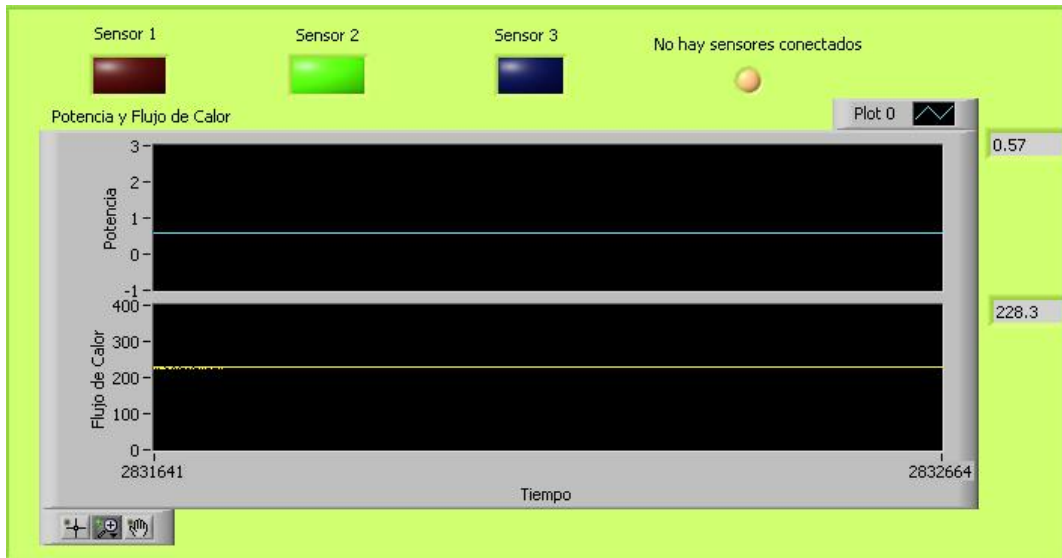 Sensor 1
Sensor 2
Sensor 3
No hay sensores conectados
Potencia y Flujo de Calor
Plot 0
0.57
3
2
1
0
-1
Potencia
400
300
200
100
0
Flujo de Calor
228.3
2831641
2832664
Tiempo